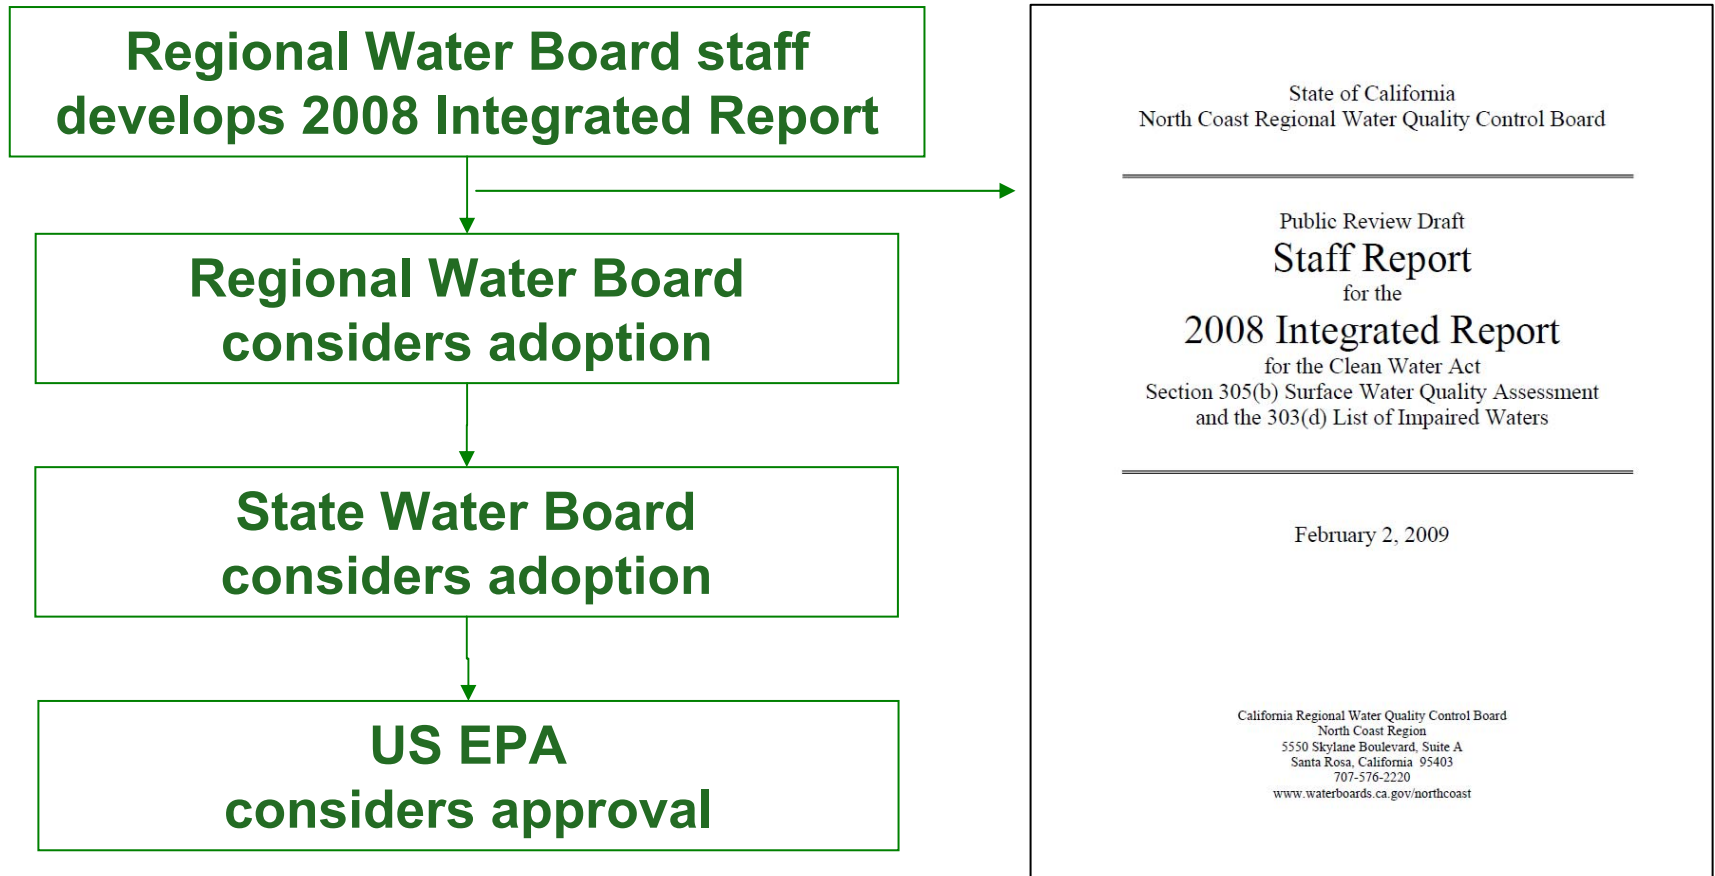 Regional Water Board staff
develops 2008 Integrated Report
Regional Water Board
considers adoption
State Water Board
considers adoption
US EPA
considers approval
State of California
North Coast Regional Water Quality Control Board
Public Review Draft
Staff Report
for the
2008 Integrated Report
for the Clean Water Act
Section 305(b) Surface Water Quality Assessment
and the 303(d) List of Impaired Waters
February 2, 2009
California Regional Water Quality Control Board
North Coast Region
5550 Skylane Boulevard, Suite A
Santa Rosa, California 95403
707-576-2220
www.waterboards.ca.gov/northcoast